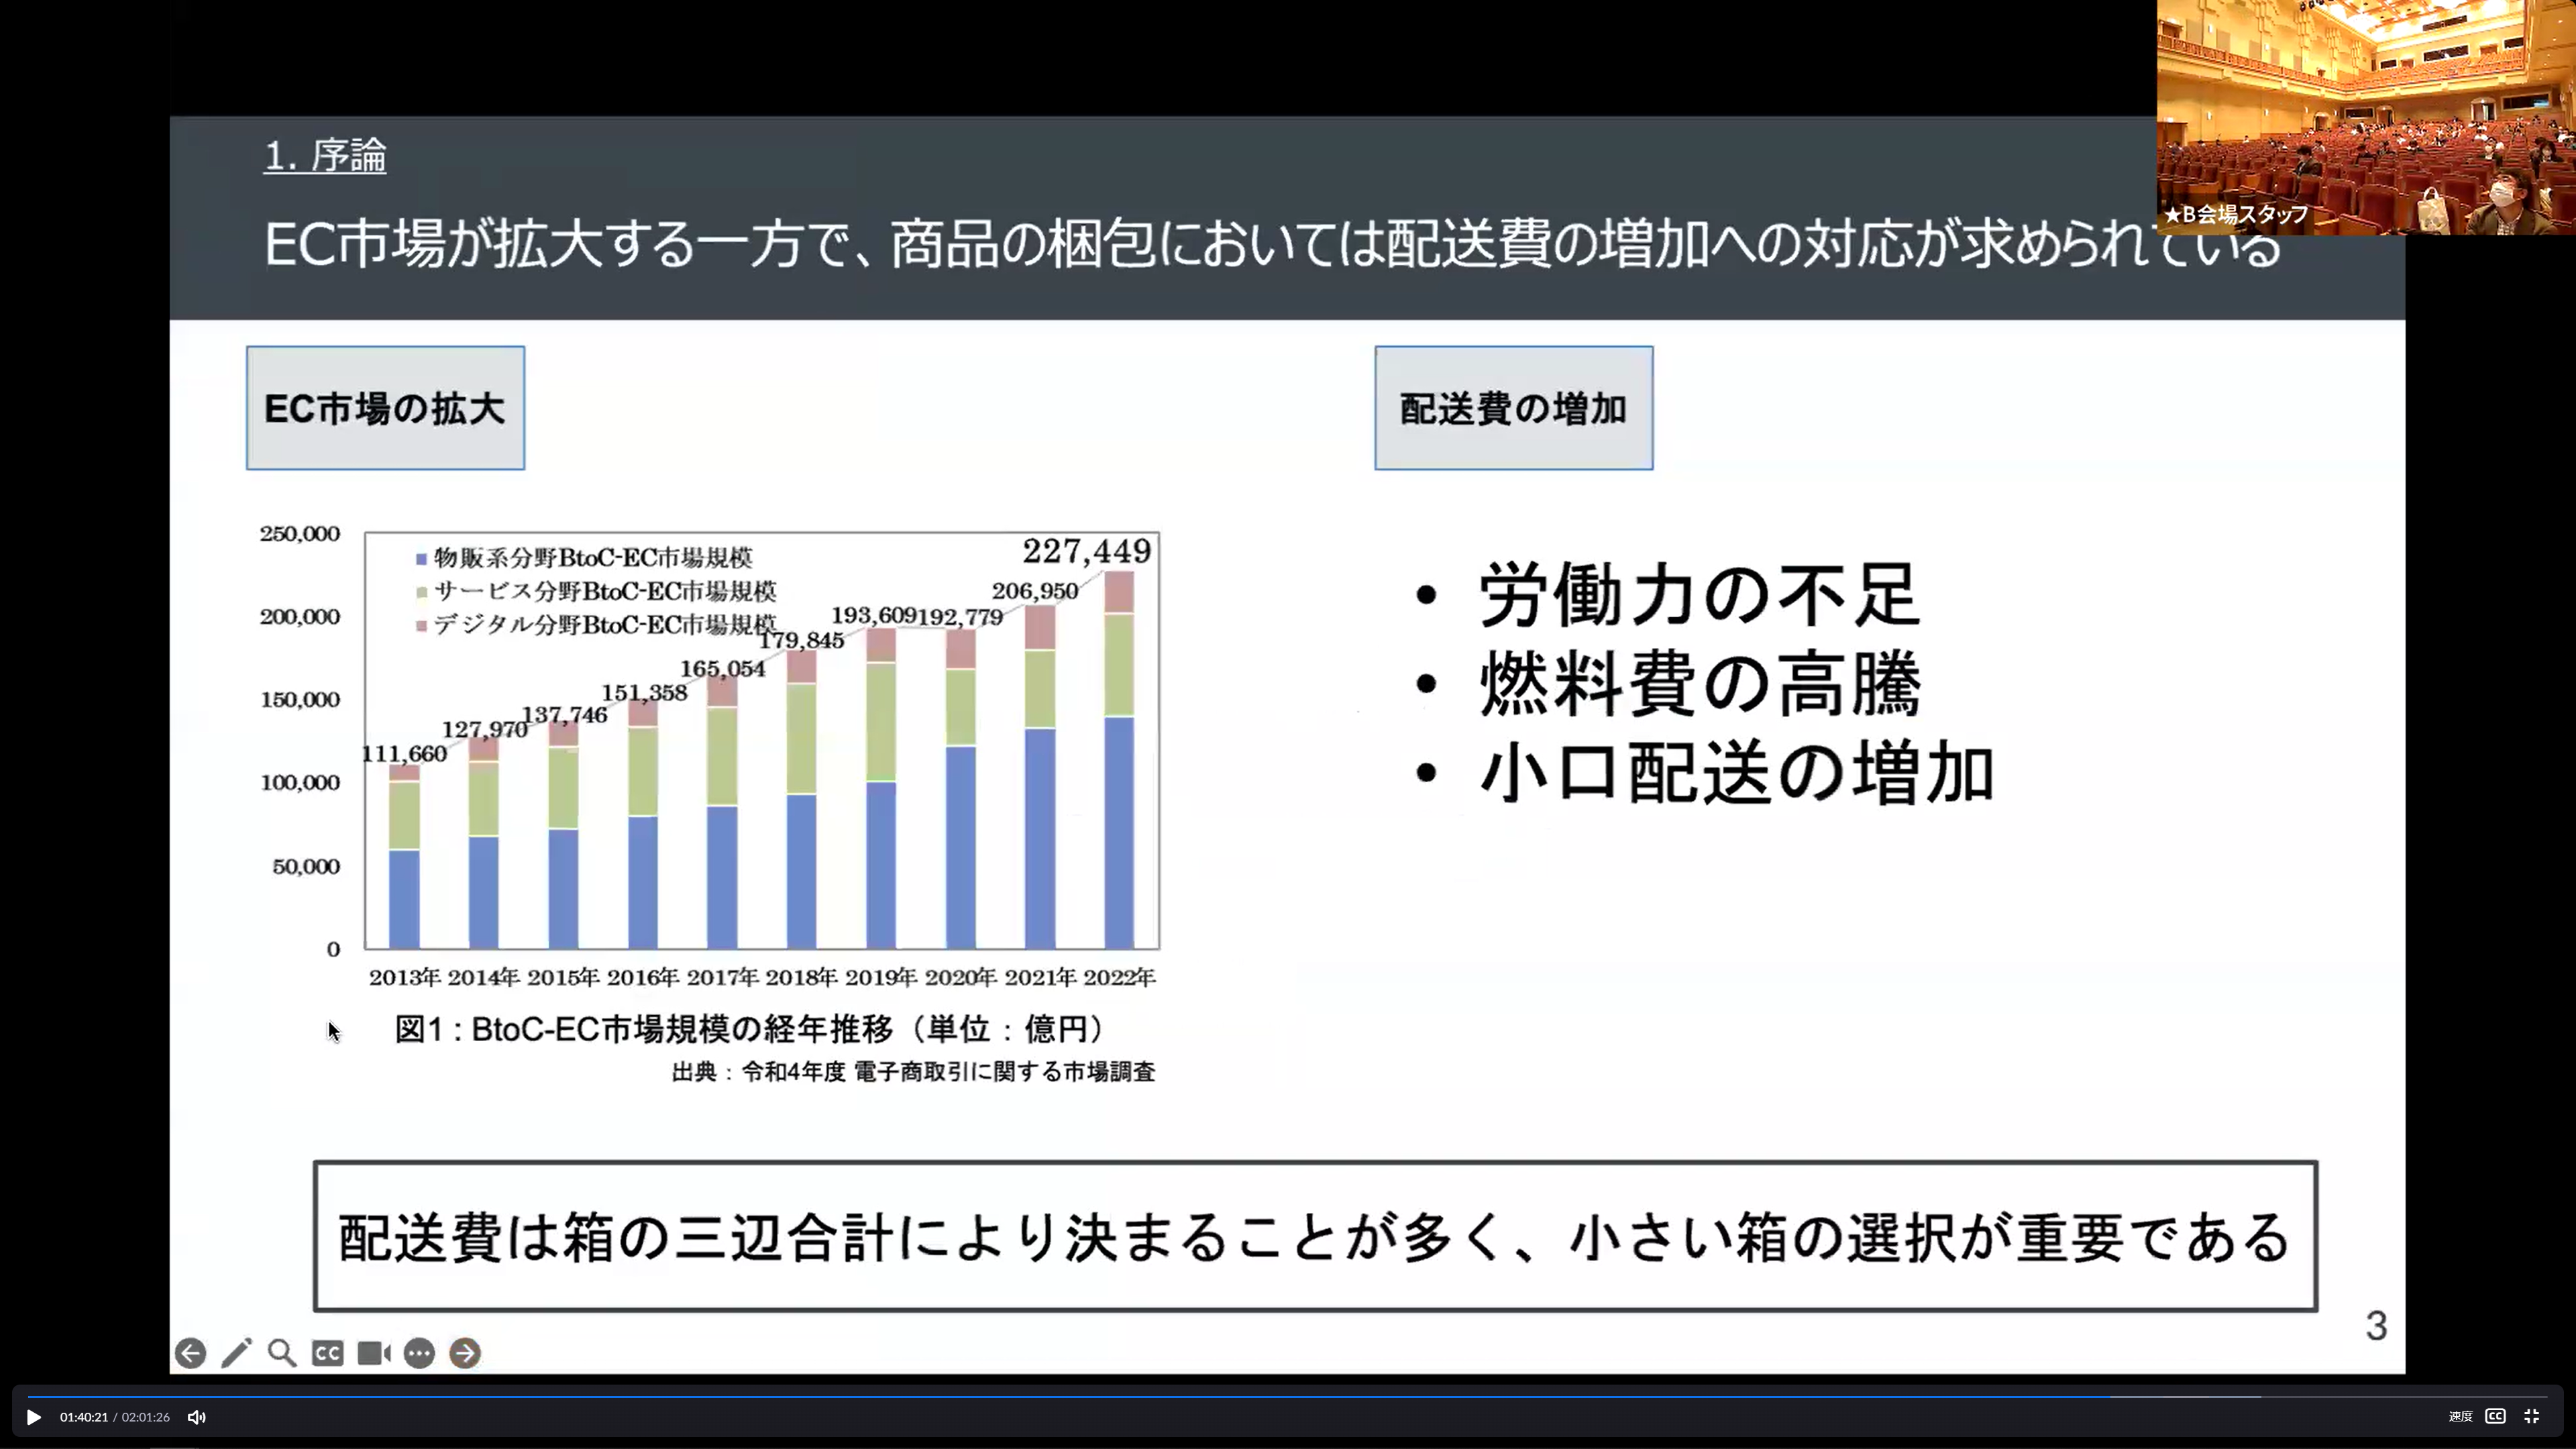 1. 序論
EC市場が拡大する一方で、商品の梱包においては配送費の増加への対応が求められている
★B会場スタッフ
EC市場の拡大
250,000
200,000
150,000
100,000
50,000
0
物販系分野BtoC-EC市場規模
サービス分野BtoC-EC市場規模
デジタル分野BtoC-EC市場規模
111,660
127,970
137,746
151,358
165,054
179,845
193,609
192,779
206,950
227,449
2013年 2014年 2015年 2016年 2017年 2018年 2019年 2020年 2021年 2022年
図1 : BtoC-EC市場規模の経年推移（単位：億円）
出典：令和4年度 電子商取引に関する市場調査
配送費の増加
• 労働力の不足
• 燃料費の高騰
• 小口配送の増加
配送費は箱の三辺合計により決まることが多く、小さい箱の選択が重要である
3
CC
01:40:21 / 02:01:26
速度
CC